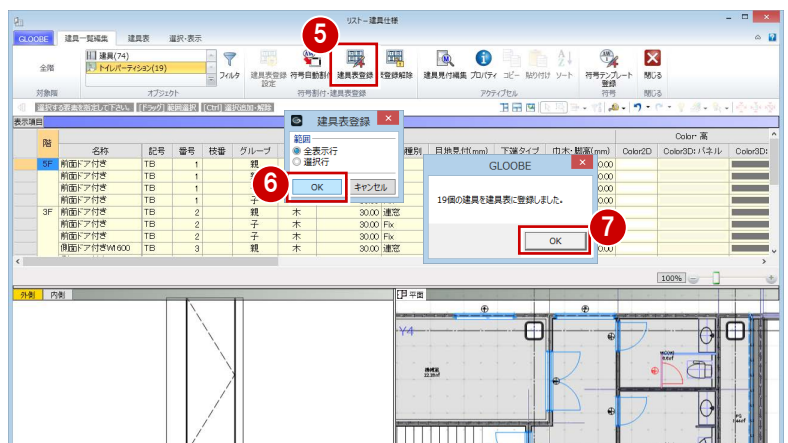 リスト－建具仕様
GLOOBE 建具一覧編集 建具表 選択・表示
5
全階
建具(74)
トイレパーティション(19)
フィルタ
建具表登録 設定
符号自動割付
建具表登録
建具見付編集
プロパティ
コピー
貼り付け
ソート
符号テンプレート 登録
閉じる
対象階 オブジェクト 符号割付・建具表登録 アクティブセル 符号 閉じる
選択する要素を指定して下さい。 [ドラッグ] 範囲選択 [Ctrl] 選択追加・解除
表示項目
建具表登録
範囲
全表示行
選択行
OK キャンセル
6
GLOOBE
19個の建具を建具表に登録しました。
OK
7
Color- 高
階 名称 記号 番号 枝番 グループ 種別 目地見付(mm) 下端タイプ 巾木・脚高(mm) Color2D Color3D: パネル Color3D:
5F 前面ドア付き TB 1 親
前面ドア付き TB 1
前面ドア付き TB 1
前面ドア付き TB 1 子
3F 前面ドア付き TB 2 親 木 30.00 連窓
前面ドア付き TB 2 子 木 30.00 Fix
前面ドア付き TB 2 子 木 30.00 Fix
側面ドア付きW1600 TB 3 親 木 30.00 連窓
100%
外側 内側
平面
Y4